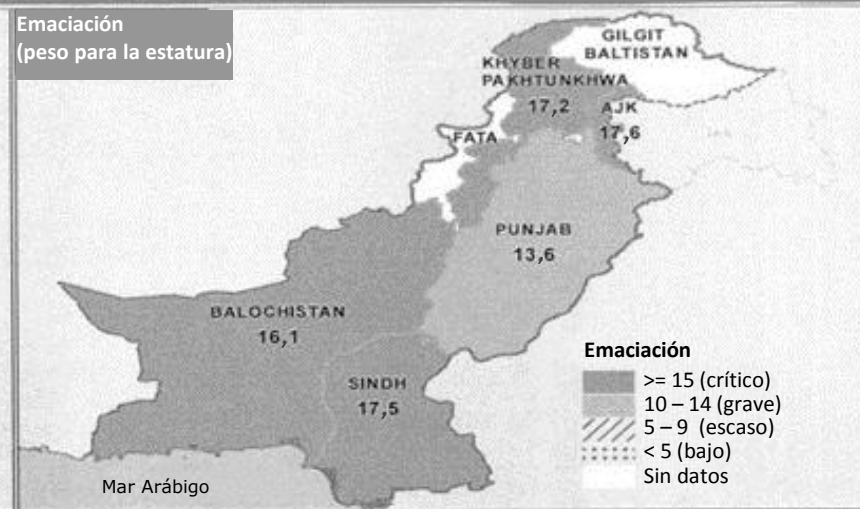 Emaciación
(peso para la estatura)
GILGIT
BALTISTAN
KHYBER
PAKHTUNKHWA
17,2
AJK
17,6
FATA
PUNJAB
13,6
BALOCHISTAN
16,1
SINDH
17,5
Mar Arábigo
Emaciación
>= 15 (crítico)
10 – 14 (grave)
5 – 9 (escaso)
< 5 (bajo)
Sin datos